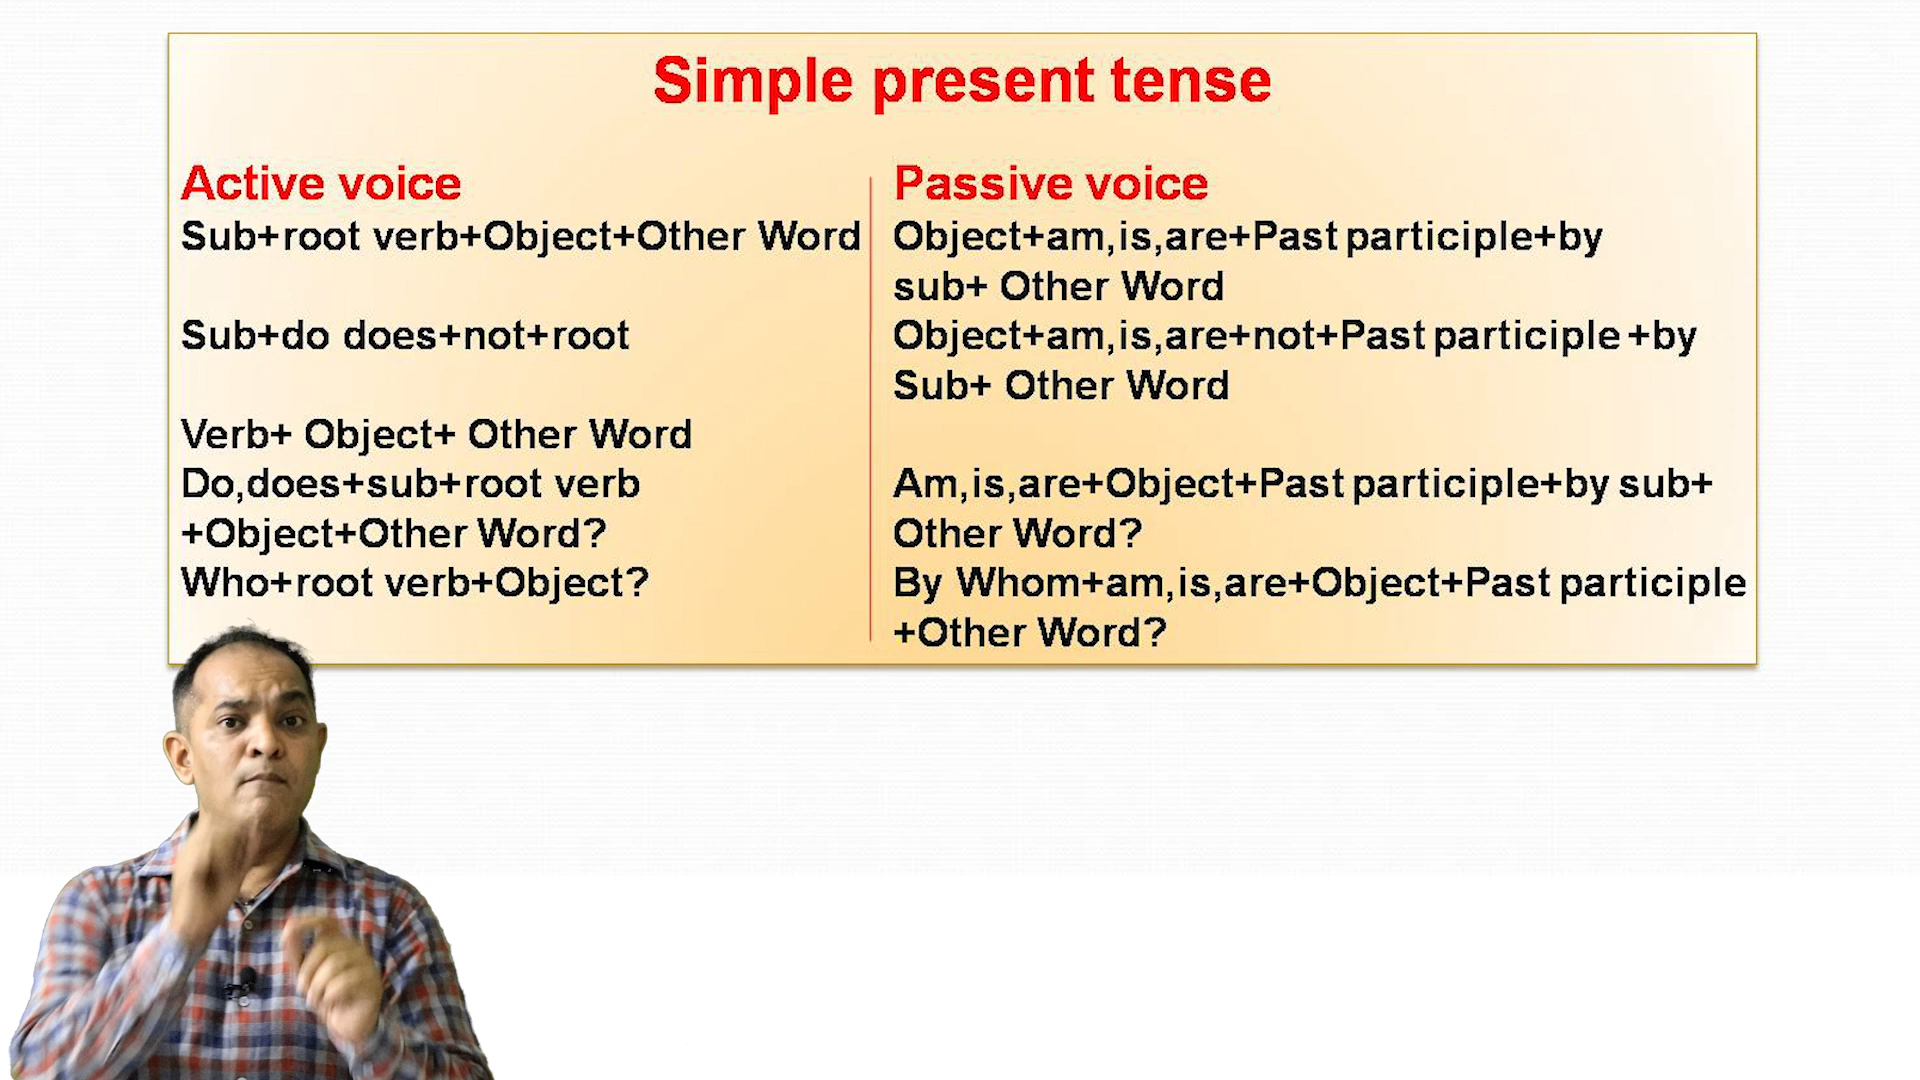 Simple present tense
Active voice
Sub+root verb+Object+Other Word
Sub+do does+not+root
Verb+ Object+ Other Word
Do,does+sub+root verb
+Object+Other Word?
Who+root verb+Object?
Passive voice
Object+am,is,are+Past participle+by
sub+ Other Word
Object+am,is,are+not+Past participle +by
Sub+ Other Word
Am,is,are+Object+Past participle+by sub+
Other Word?
By Whom+am,is,are+Object+Past participle
+Other Word?